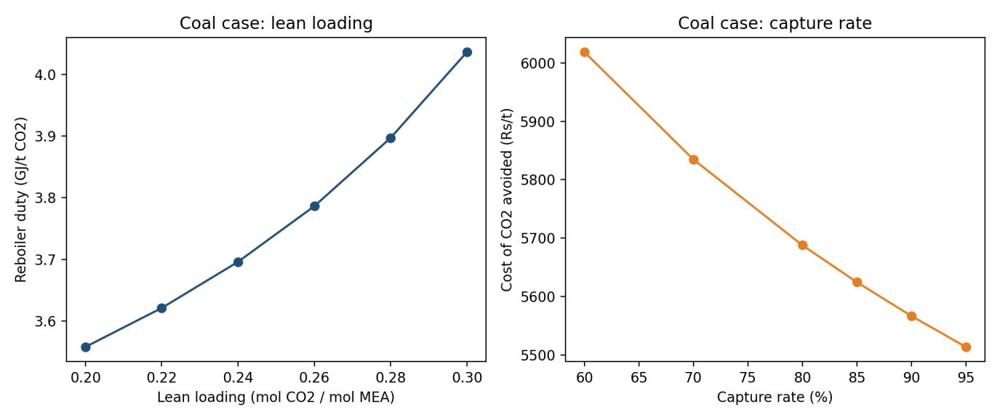 Coal case: lean loading
Reboiler duty (GJ/t CO2)
4.0
3.9
3.8
3.7
3.6
0.20 0.22 0.24 0.26 0.28 0.30
Lean loading (mol CO2 / mol MEA)
Coal case: capture rate
Cost of CO2 avoided (Rs/t)
6000
5900
5800
5700
5600
5500
60 65 70 75 80 85 90 95
Capture rate (%)